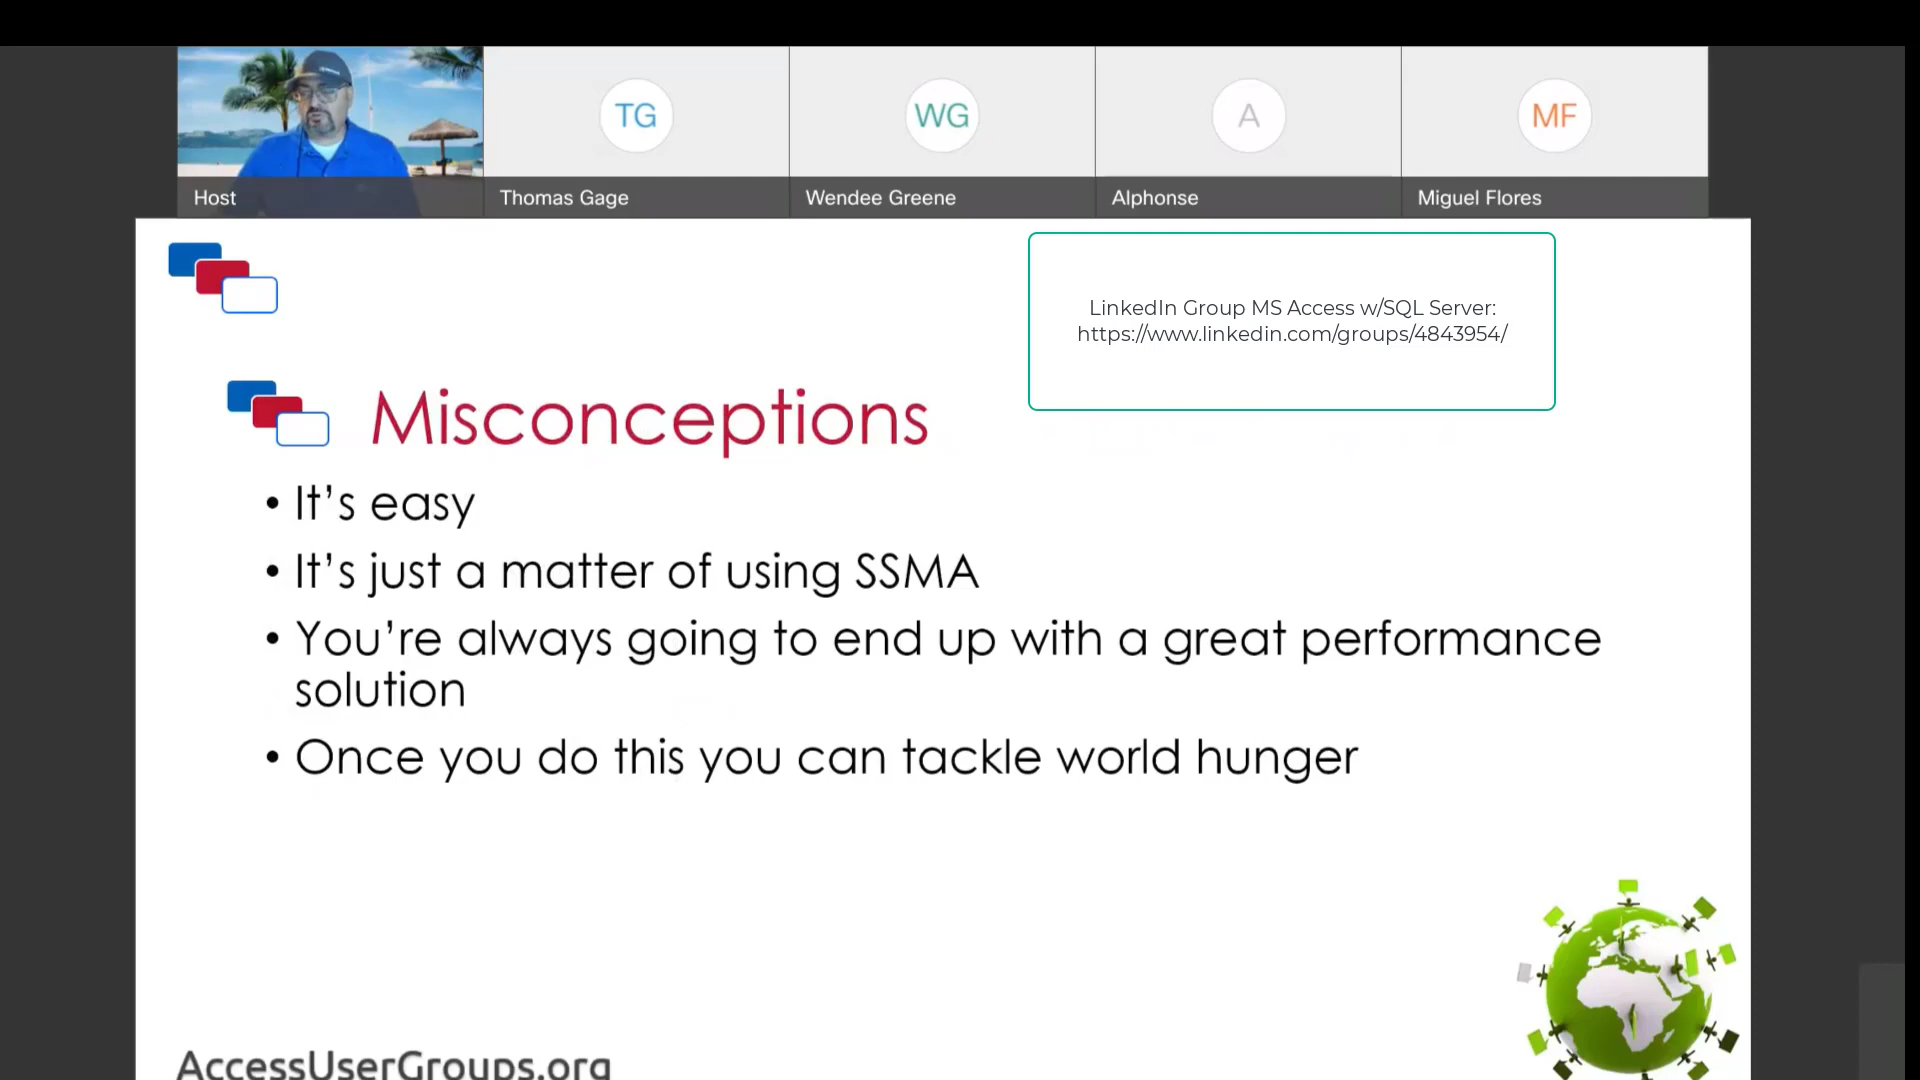 TG
WG
A
MF
Host
Thomas Gage
Wendee Greene
Alphonse
Miguel Flores
LinkedIn Group MS Access w/SQL Server:
https://www.linkedin.com/groups/4843954/
Misconceptions
• It's easy
• It's just a matter of using SSMA
• You're always going to end up with a great performance
solution
• Once you do this you can tackle world hunger
AccessUserGroups.org